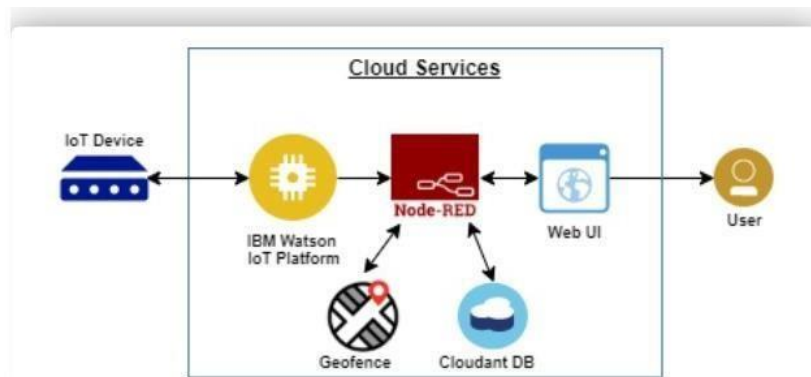 Cloud Services
IoT Device
Node-RED
IBM Watson
IoT Platform
Web UI
User
Geofence
Cloudant DB